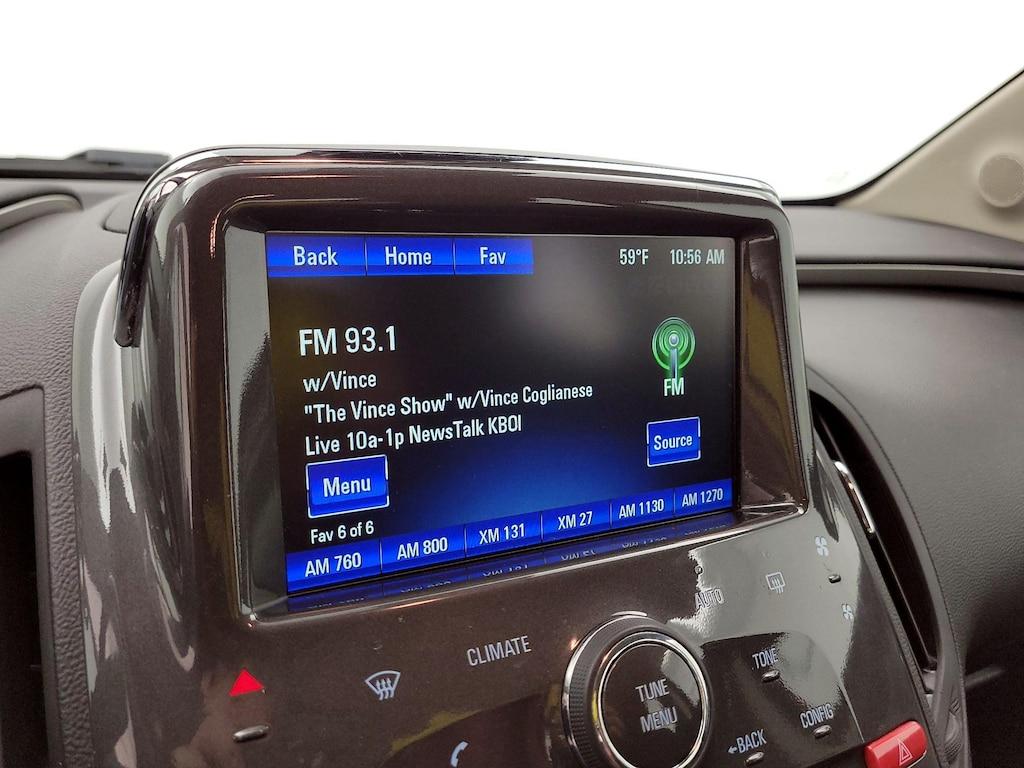 Back Home Fav 59°F 10:56 AM
FM 93.1
w/Vince
"The Vince Show" w/Vince Coglianese
Live 10a-1p NewsTalk KBOI
FM
Source
Menu
Fav 6 of 6
AM 760 AM 800 XM 131 XM 27 AM 1130 AM 1270
AUTO
CLIMATE
TONE
TUNE
MENU
CONFIG
BACK